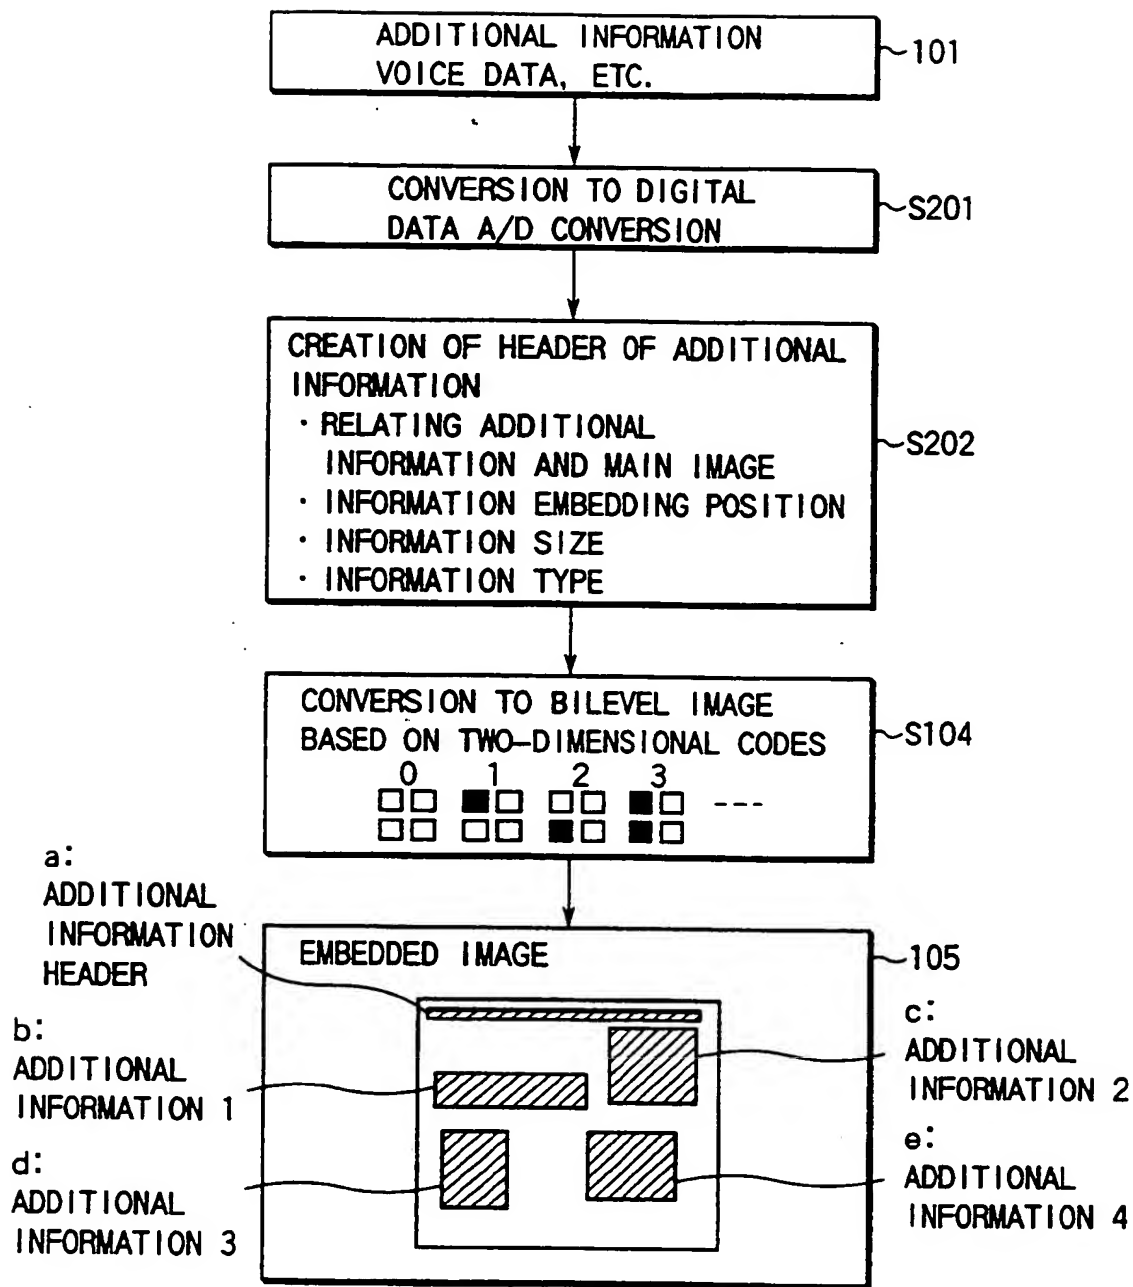 ADDITIONAL INFORMATION
VOICE DATA, ETC.
101
CONVERSION TO DIGITAL
DATA A/D CONVERSION
S201
CREATION OF HEADER OF ADDITIONAL
INFORMATION
· RELATING ADDITIONAL
INFORMATION AND MAIN IMAGE
· INFORMATION EMBEDDING POSITION
· INFORMATION SIZE
· INFORMATION TYPE
S202
CONVERSION TO BILEVEL IMAGE
BASED ON TWO-DIMENSIONAL CODES
0 1 2 3
---
S104
a:
ADDITIONAL
INFORMATION
HEADER
EMBEDDED IMAGE
105
b:
ADDITIONAL
INFORMATION 1
c:
ADDITIONAL
INFORMATION 2
d:
ADDITIONAL
INFORMATION 3
e:
ADDITIONAL
INFORMATION 4